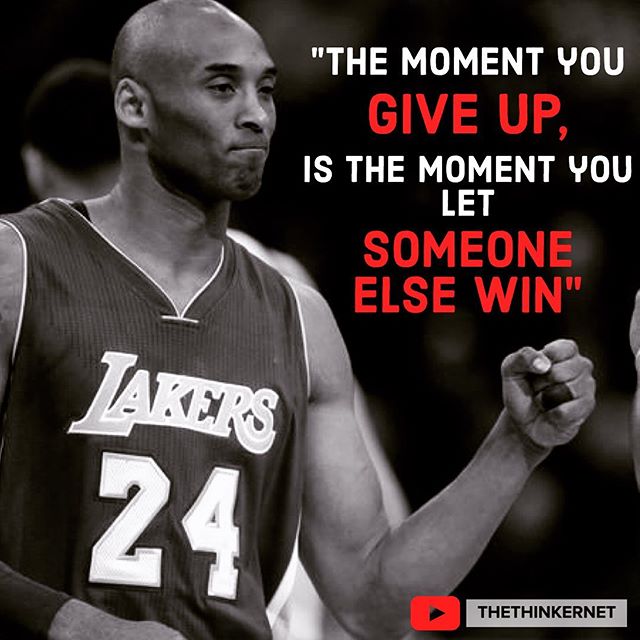 "THE MOMENT YOU
GIVE UP,
IS THE MOMENT YOU
LET
SOMEONE
ELSE WIN"
LAKERS
24
THETHINKERNET